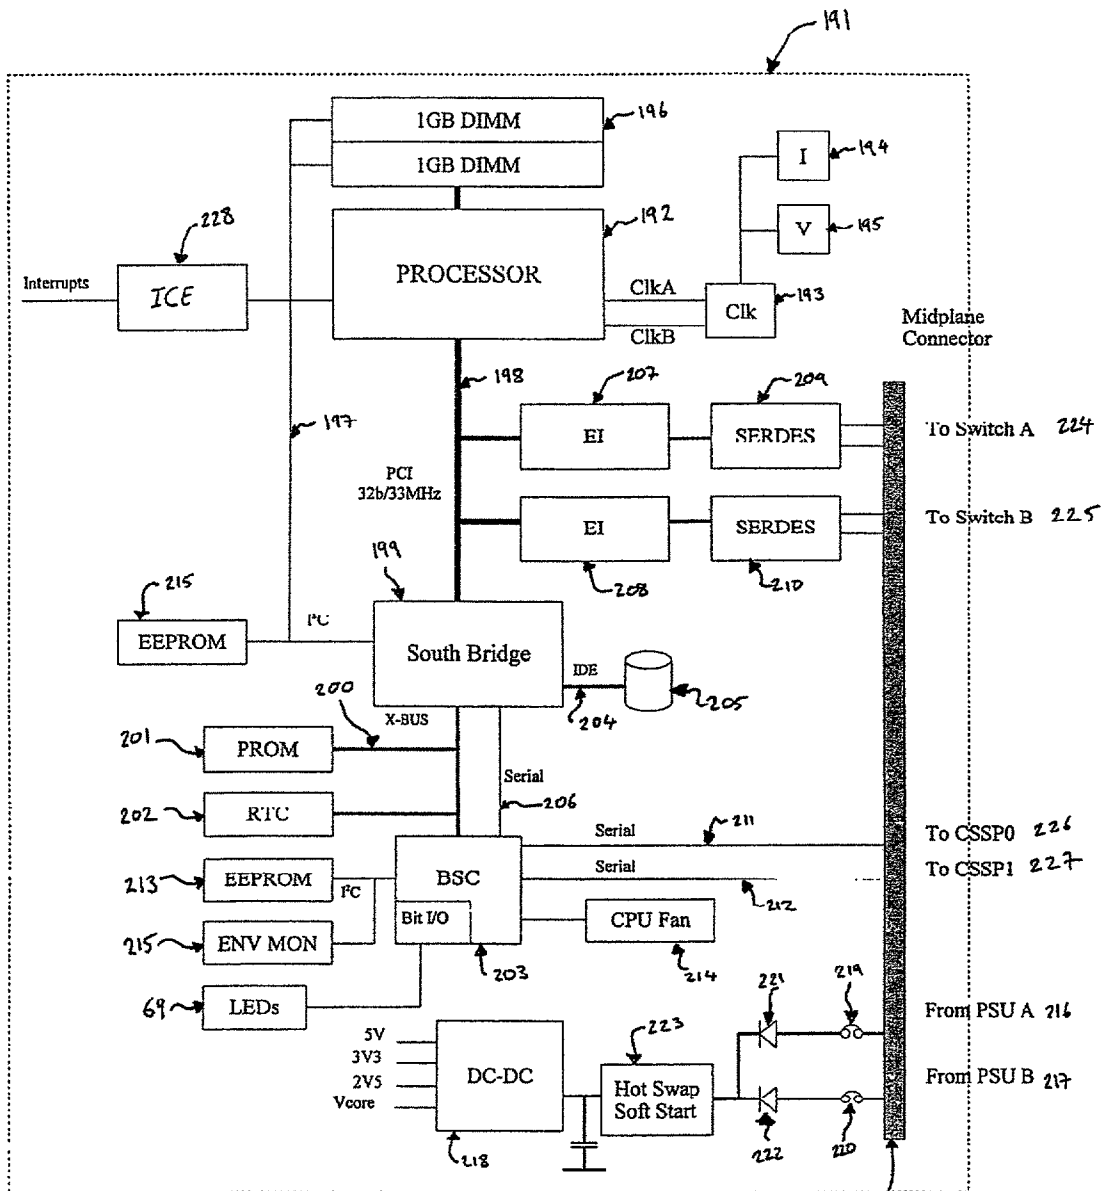 191
1GB DIMM
196
1GB DIMM
I
194
228
192
V
195
Interrupts
ICE
PROCESSOR
ClkA
Clk
193
ClkB
Midplane
Connector
198
207
209
197
EI
SERDES
To Switch A 224
PCI
32b/33MHz
EI
SERDES
To Switch B 225
199
208
210
215
I²C
EEPROM
South Bridge
IDE
200
204
205
X-BUS
201
PROM
Serial
206
202
RTC
Serial
211
To CSSP0 226
213
EEPROM
I²C
BSC
Serial
212
To CSSP1 227
Bit I/O
CPU Fan
215
ENV MON
203
214
69
LEDs
221
219
From PSU A 216
5V
223
3V3
DC-DC
2V5
Hot Swap
Soft Start
From PSU B 217
Vcore
218
222
220